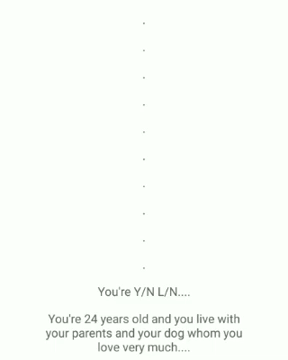 .
.
.
.
.
.
.
.
.
.
You're Y/N L/N....
You're 24 years old and you live with
your parents and your dog whom you
love very much....